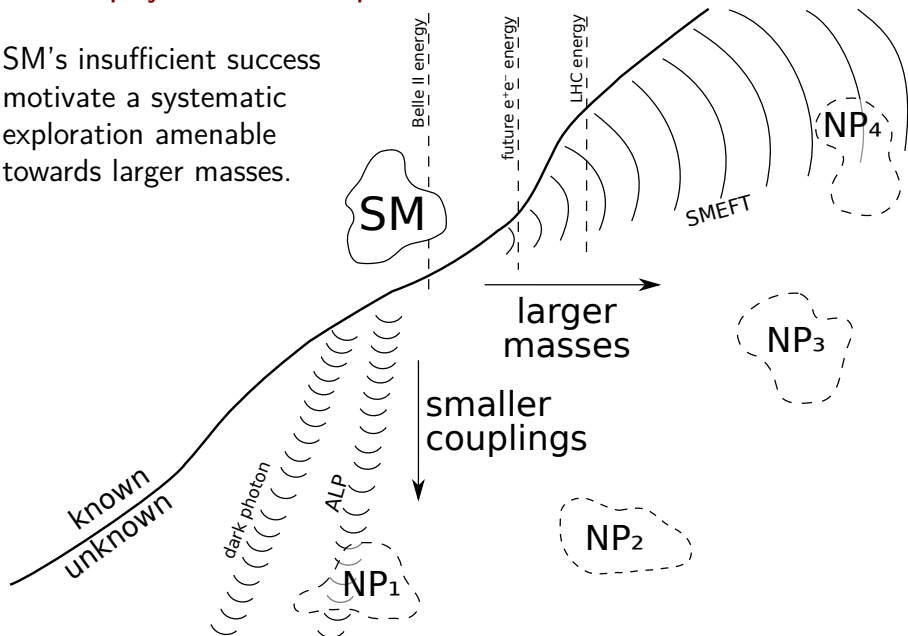 SM's insufficient success
motivate a systematic
exploration amenable
towards larger masses.
Belle II energy
future e⁺e⁻ energy
LHC energy
SM
NP₄
SMEFT
larger
masses
NP₃
smaller
couplings
known
unknown
dark photon
ALP
NP₂
NP₁